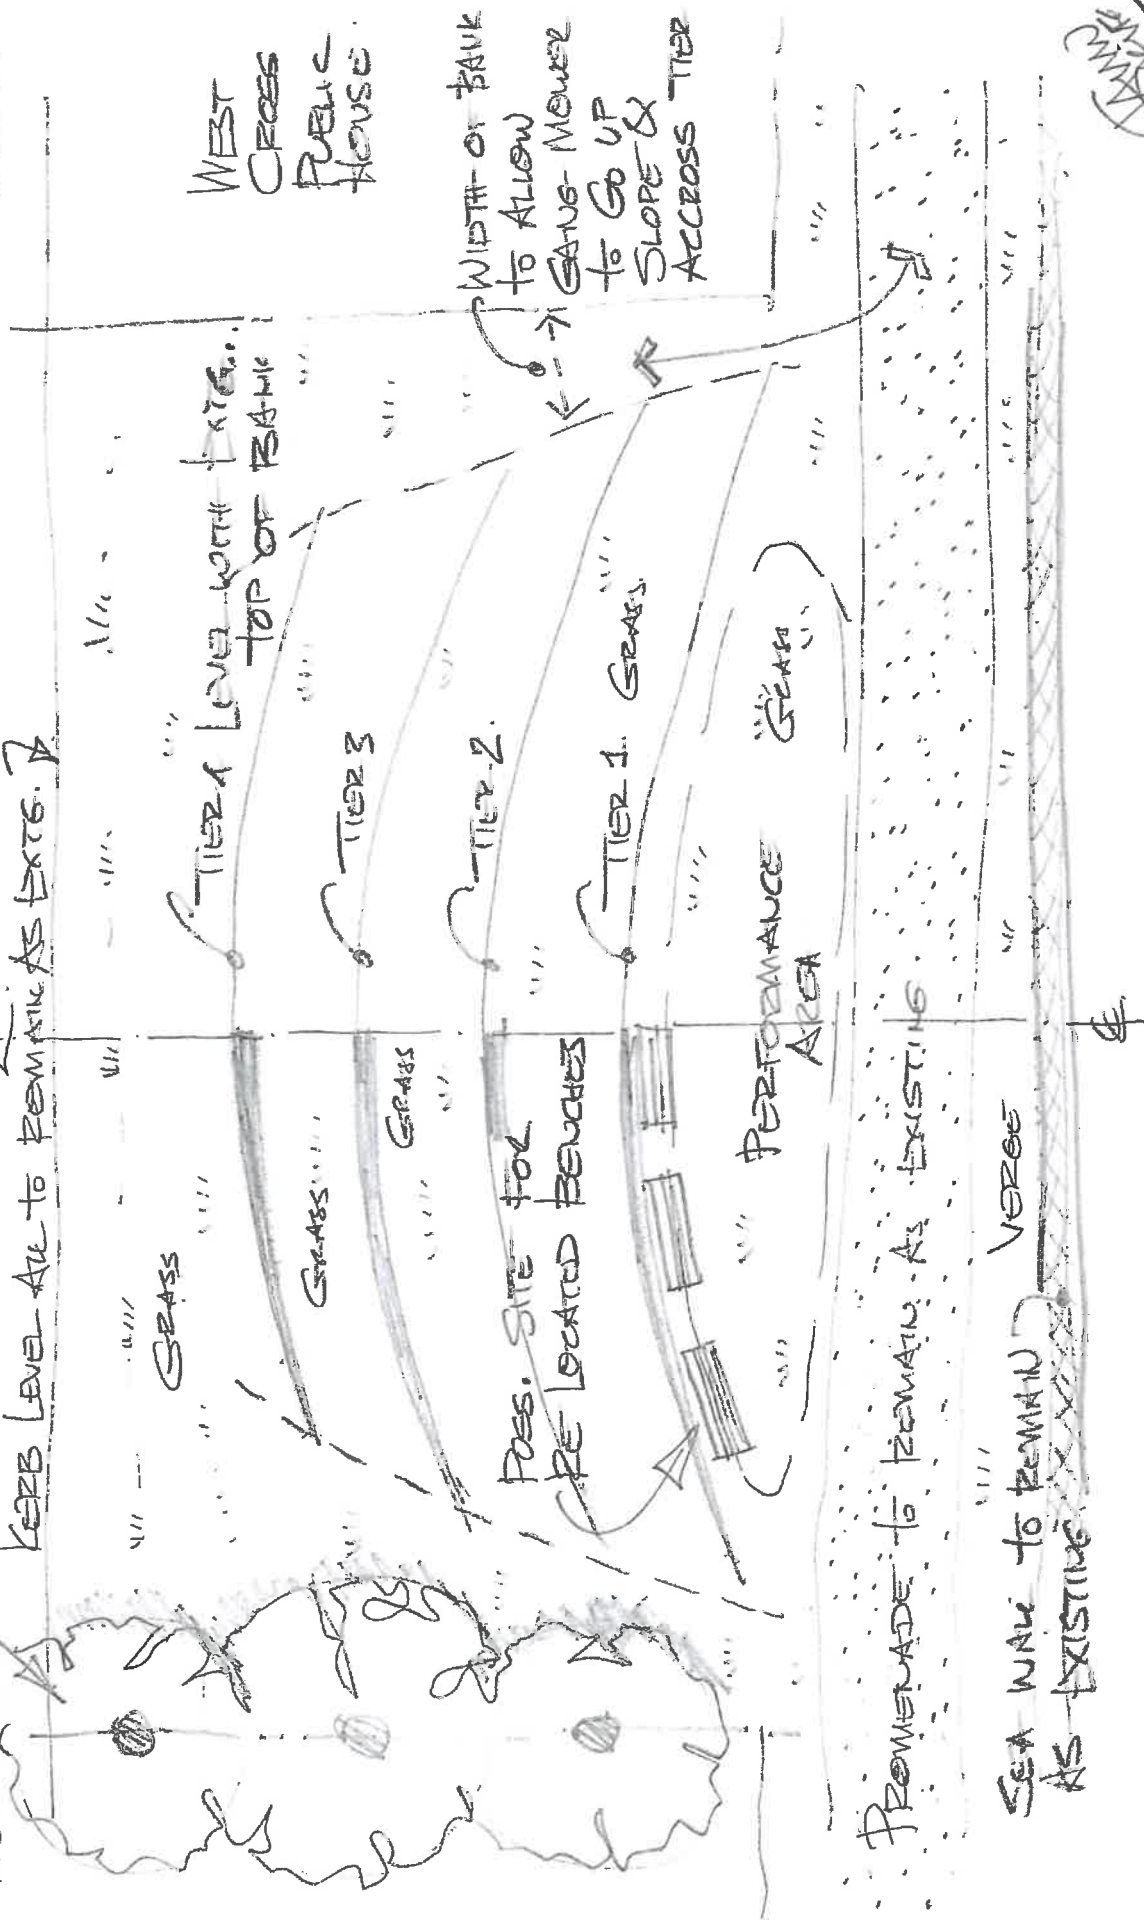 KERB LEVEL ALL TO REMAIN AS EXTG.
WEST
CROSS
PUBLIC
HOUSE.
GRASS
TIER 4 LEVEL WITH EXTG...
TOP OF BANK
GRASS
TIER 3
GRASS
WIDTH OF BANK
TO ALLOW
GANG-MOWER
TO GO UP
SLOPE &
ACCROSS TIER
TIER 2.
POSS. SITE FOR
RE LOCATED BENCHES
TIER 1. GRASS.
PERFORMANCE
AREA
GRASS
PROMENADE TO REMAIN. AS EXISTING
VERGE
SEA WALL TO REMAIN
AS EXISTING